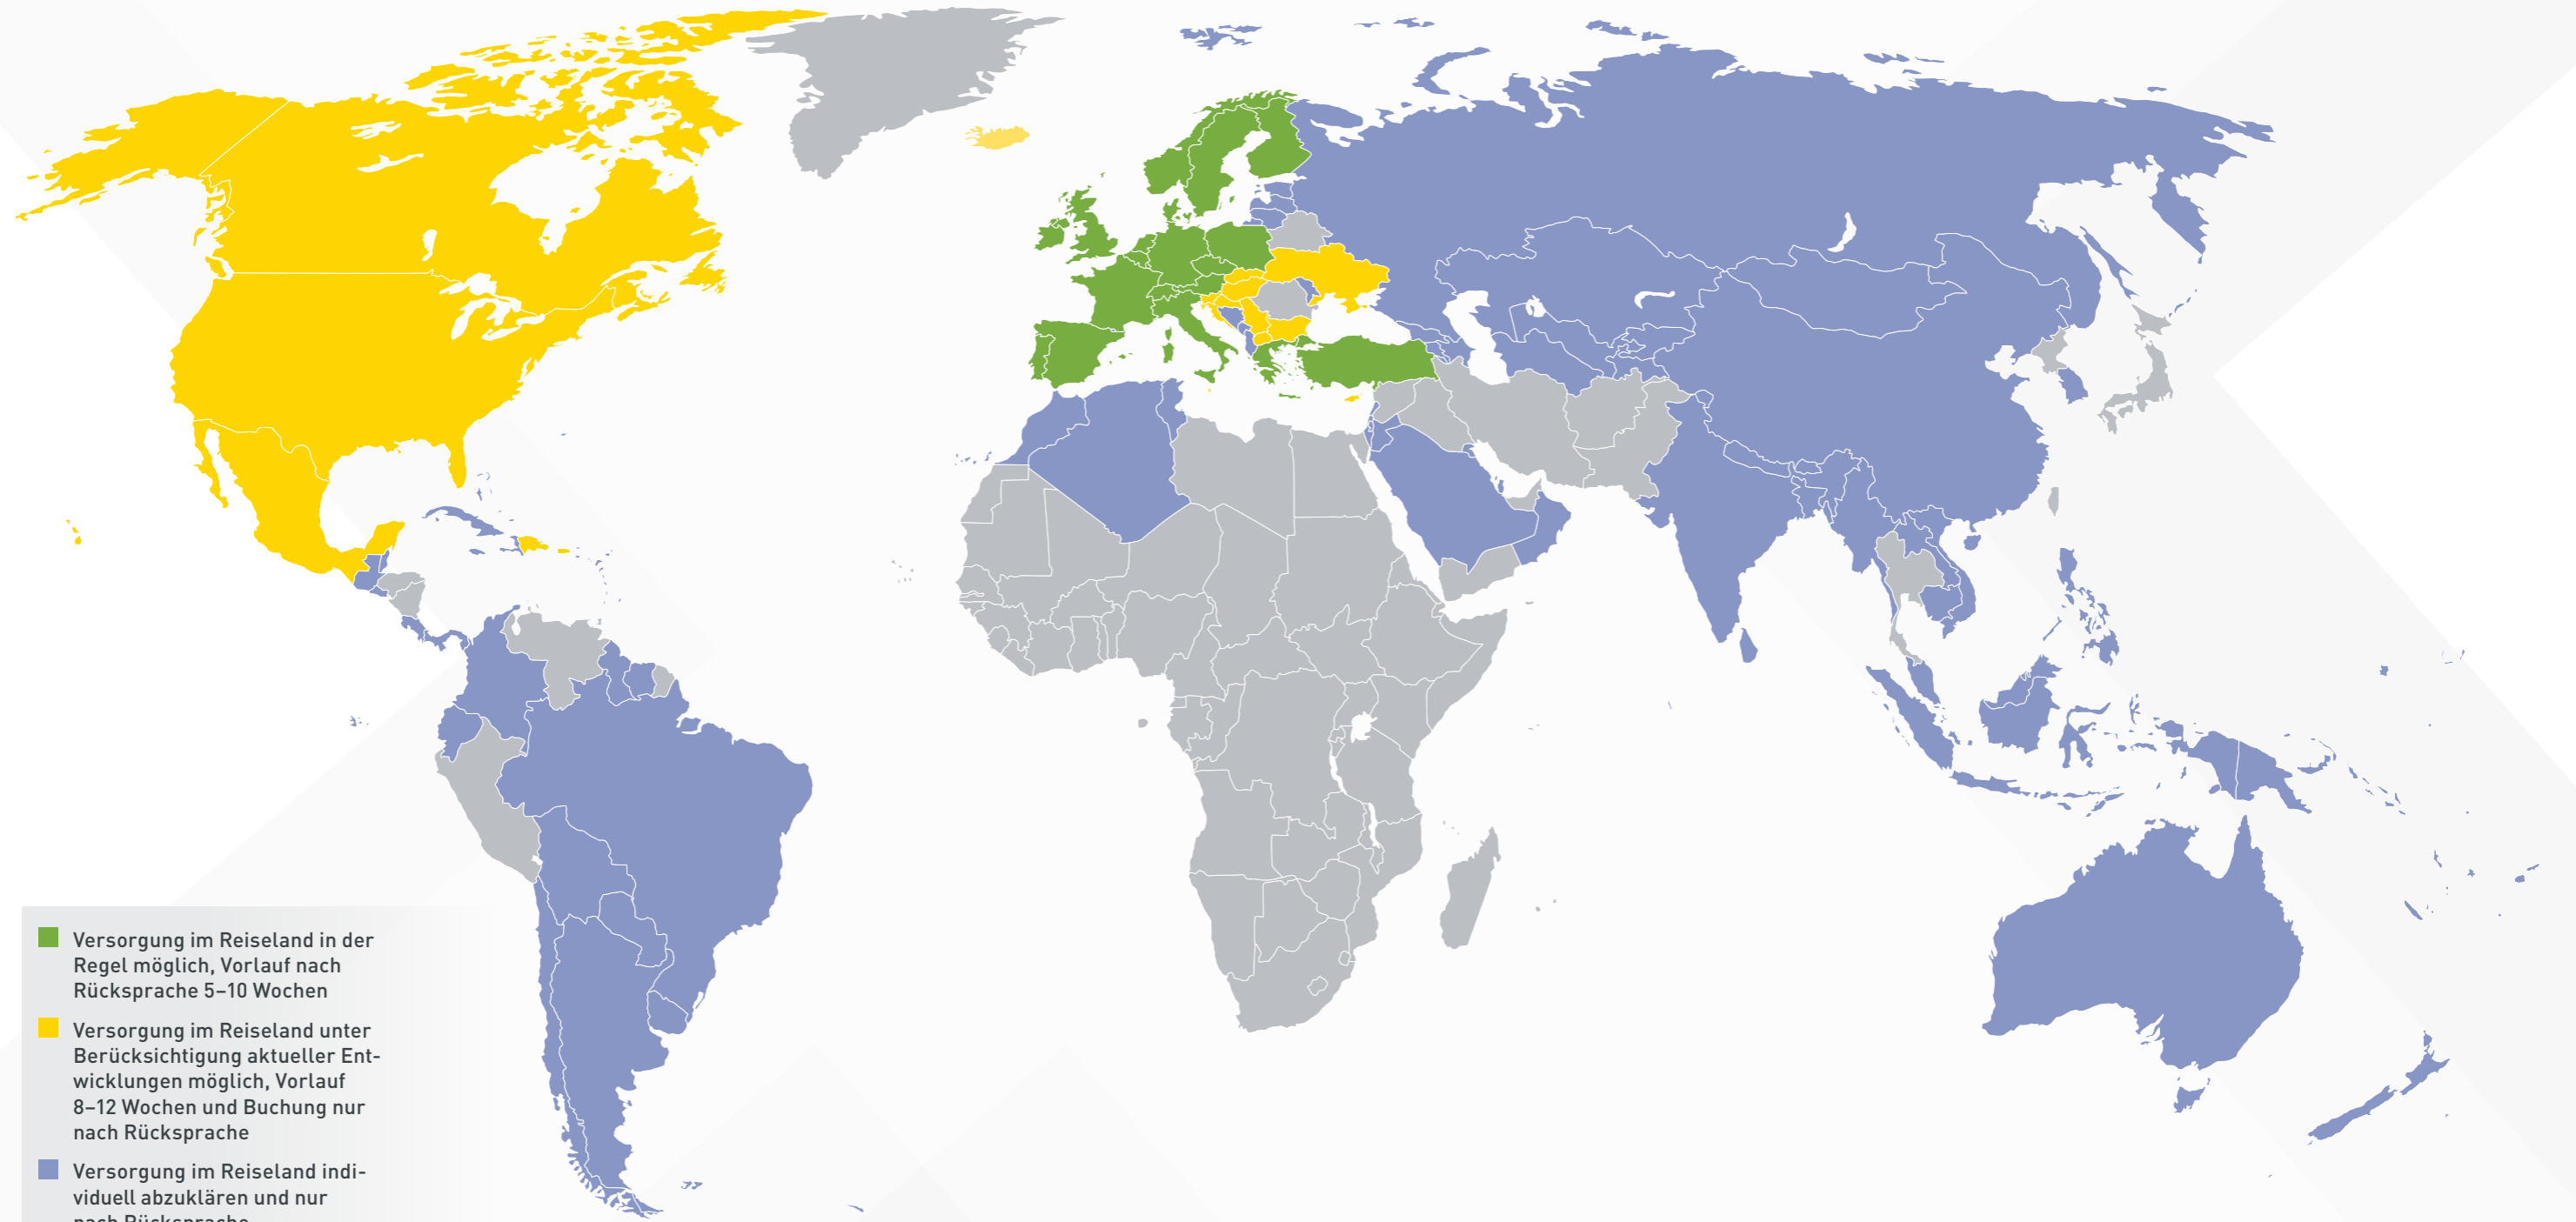 Versorgung im Reiseland in der
Regel möglich, Vorlauf nach
Rücksprache 5–10 Wochen
Versorgung im Reiseland unter
Berücksichtigung aktueller Ent-
wicklungen möglich, Vorlauf
8–12 Wochen und Buchung nur
nach Rücksprache
Versorgung im Reiseland indi-
viduell abzuklären und nur
nach Rücksprache